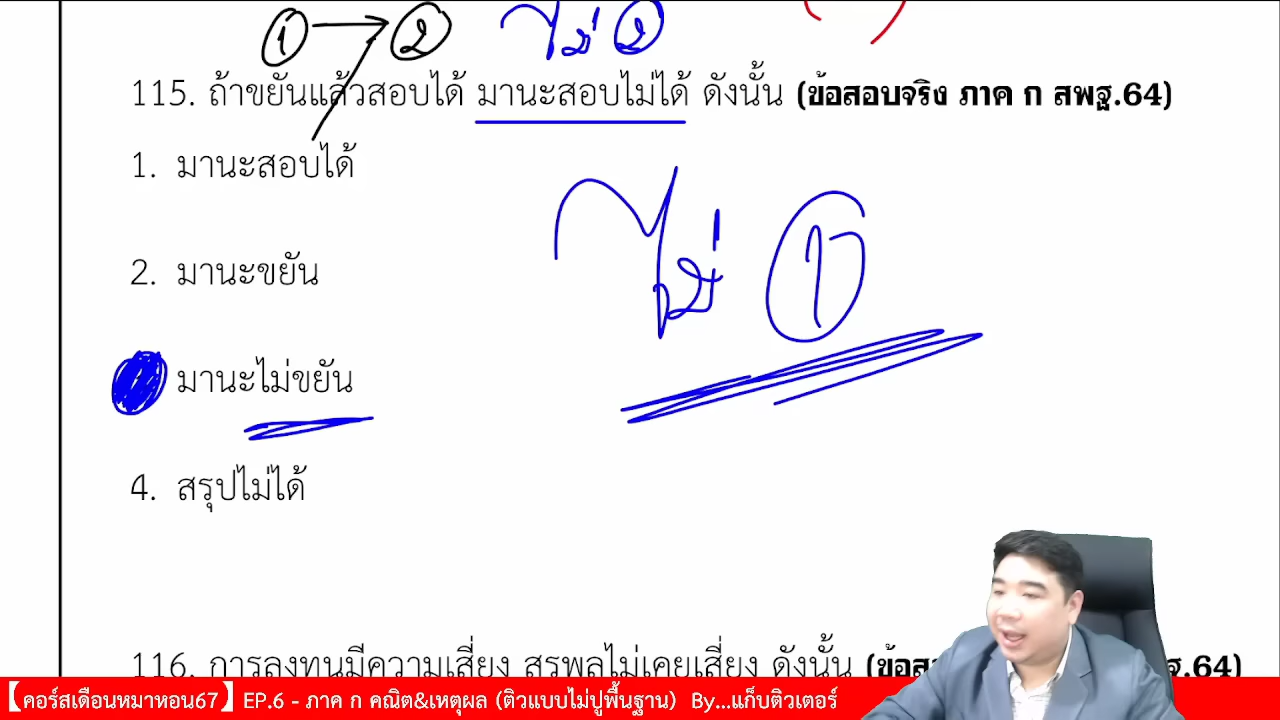 ① → ② ไม่ ②
115. ถ้าขยันแล้วสอบได้ มานะสอบไม่ได้ ดังนั้น (ข้อสอบจริง ภาค ก สพฐ.64)
1. มานะสอบได้
ไม่ ①
2. มานะขยัน
มานะไม่ขยัน
4. สรุปไม่ได้
116. การลงทุนมีความเสี่ยง สุรพลไม่เคยเสี่ยง ดังนั้น (ข้อส ฐ.64)
【คอร์สเดือนหมาหอน67】EP.6 - ภาค ก คณิต&เหตุผล (ติวแบบไม่ปูพื้นฐาน) By...แก็บติวเตอร์